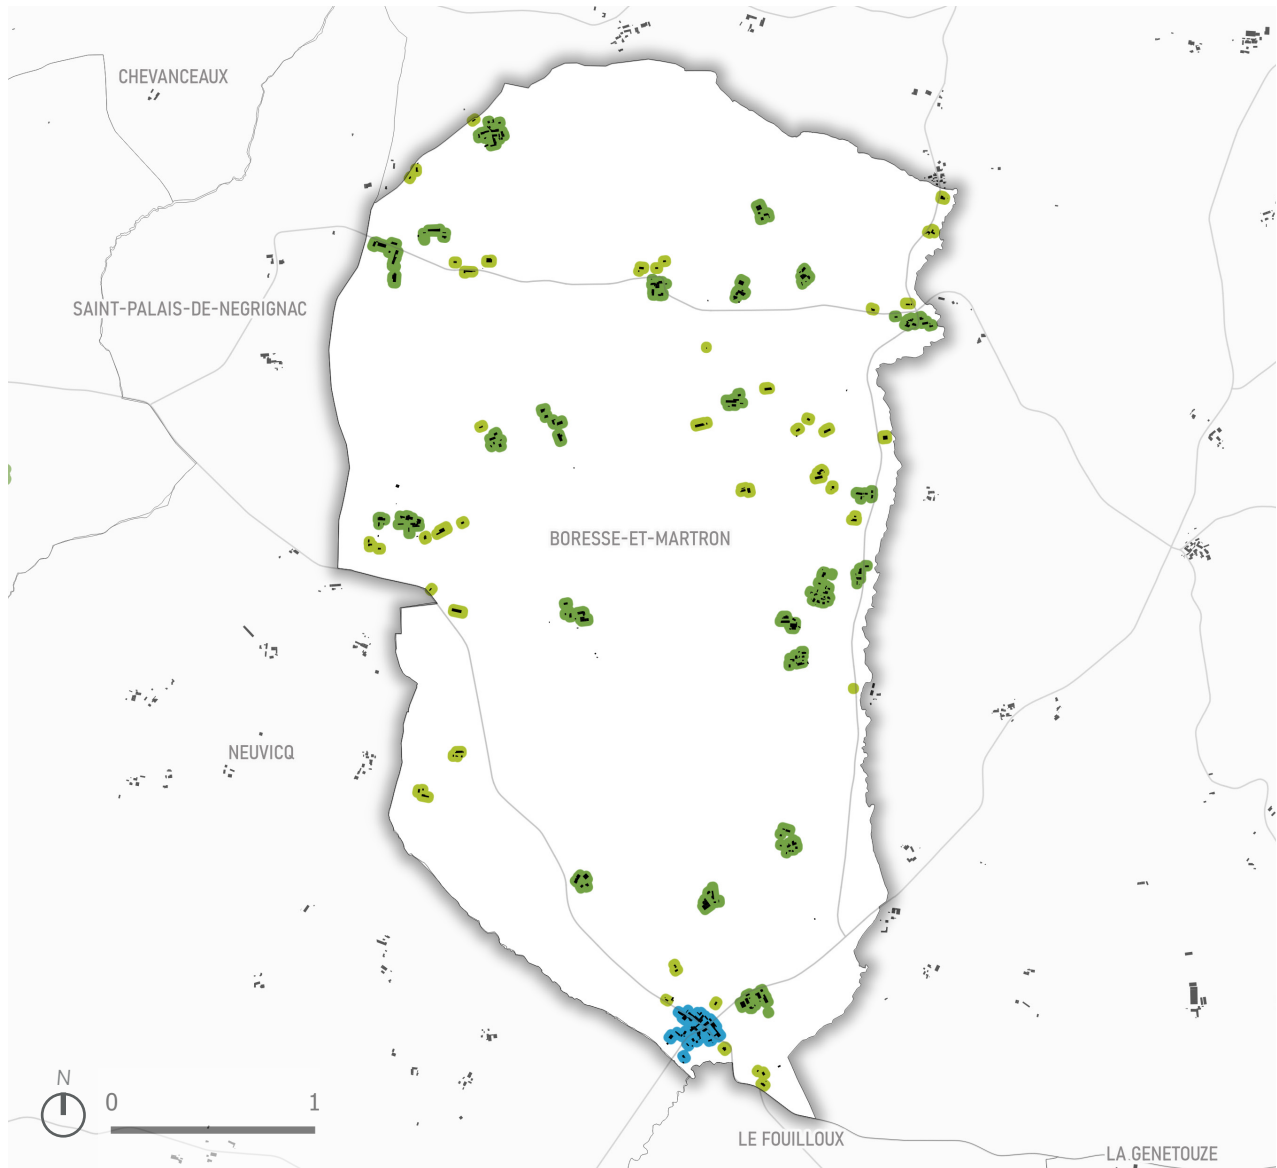 CHEVANCEAUX
SAINT-PALAIS-DE-NEGRIGNAC
BORESSE-ET-MARTRON
NEUVICQ
N
0 1
LE FOUILLOUX
LA GENETOUZE